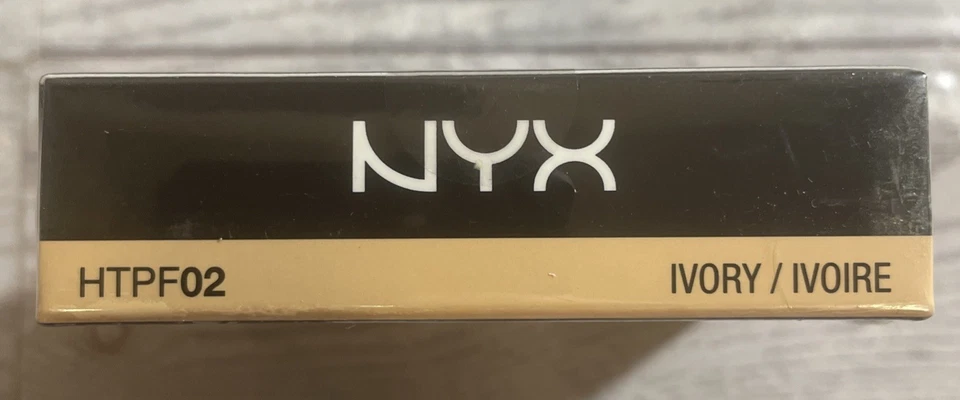 NYX
HTPF02
IVORY / IVOIRE